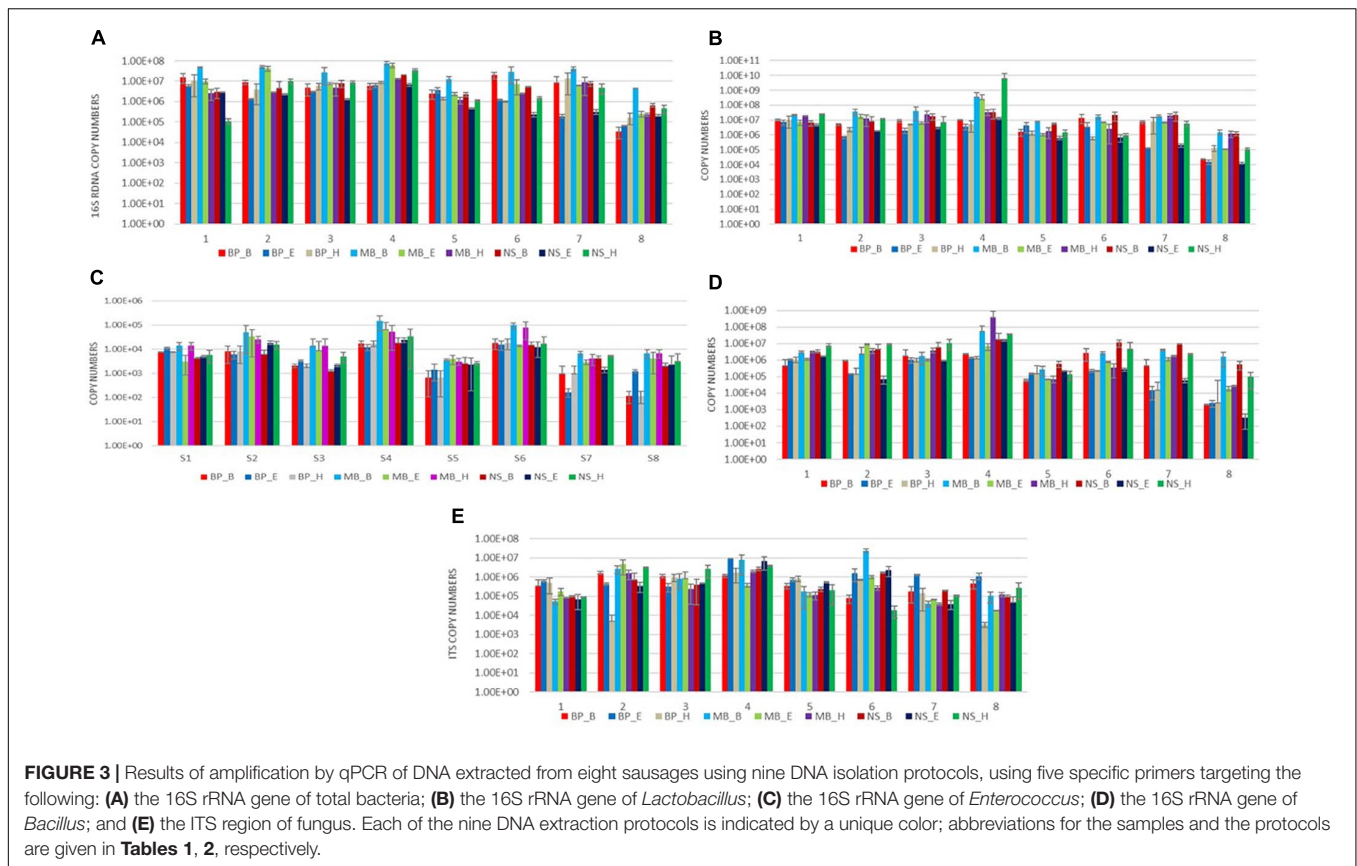 A
16S RDNA COPY NUMBERS
1.00E+08
1.00E+07
1.00E+06
1.00E+05
1.00E+04
1.00E+03
1.00E+02
1.00E+01
1.00E+00
1 2 3 4 5 6 7 8
BP_B BP_E BP_H MB_B MB_E MB_H NS_B NS_E NS_H
B
COPY NUMBERS
1.00E+11
1.00E+10
1.00E+09
1.00E+08
1.00E+07
1.00E+06
1.00E+05
1.00E+04
1.00E+03
1.00E+02
1.00E+01
1.00E+00
1 2 3 4 5 6 7 8
BP_B BP_E BP_H MB_B MB_E MB_H NS_B NS_E NS_H
C
COPY NUMBERS
1.00E+06
1.00E+05
1.00E+04
1.00E+03
1.00E+02
1.00E+01
1.00E+00
S1 S2 S3 S4 S5 S6 S7 S8
BP_B BP_E BP_H MB_B MB_E MB_H NS_B NS_E NS_H
D
COPY NUMBERS
1.00E+09
1.00E+08
1.00E+07
1.00E+06
1.00E+05
1.00E+04
1.00E+03
1.00E+02
1.00E+01
1.00E+00
1 2 3 4 5 6 7 8
BP_B BP_E BP_H MB_B MB_E MB_H NS_B NS_E NS_H
E
ITS COPY NUMBERS
1.00E+08
1.00E+07
1.00E+06
1.00E+05
1.00E+04
1.00E+03
1.00E+02
1.00E+01
1.00E+00
1 2 3 4 5 6 7 8
BP_B BP_E BP_H MB_B MB_E MB_H NS_B NS_E NS_H
FIGURE 3 | Results of amplification by qPCR of DNA extracted from eight sausages using nine DNA isolation protocols, using five specific primers targeting the
following: (A) the 16S rRNA gene of total bacteria; (B) the 16S rRNA gene of Lactobacillus; (C) the 16S rRNA gene of Enterococcus; (D) the 16S rRNA gene of
Bacillus; and (E) the ITS region of fungus. Each of the nine DNA extraction protocols is indicated by a unique color; abbreviations for the samples and the protocols
are given in Tables 1, 2, respectively.